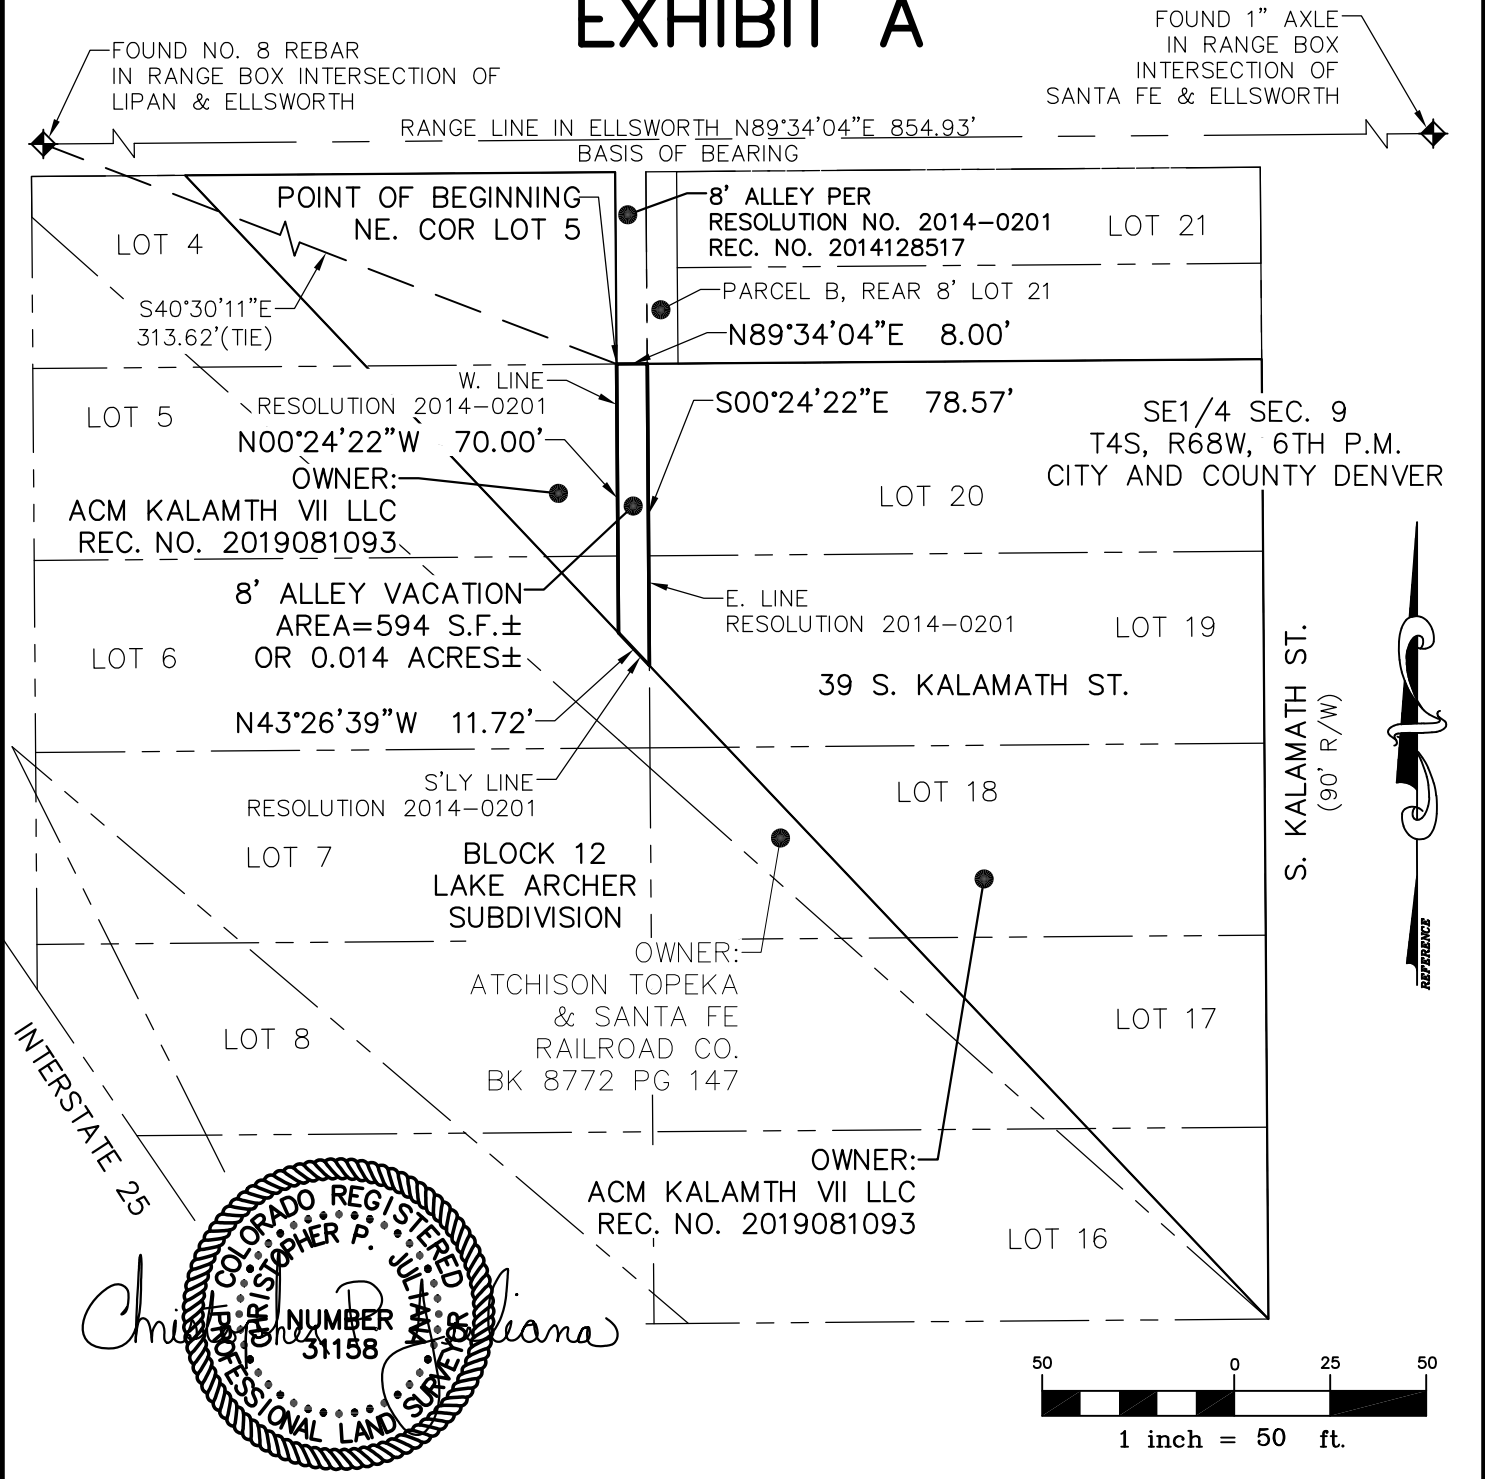 EXHIBIT A
FOUND NO. 8 REBAR
IN RANGE BOX INTERSECTION OF
LIPAN & ELLSWORTH
FOUND 1” AXLE
IN RANGE BOX
INTERSECTION OF
SANTA FE & ELLSWORTH
RANGE LINE IN ELLSWORTH N89°34’04”E 854.93’
BASIS OF BEARING
POINT OF BEGINNING
NE. COR LOT 5
8’ ALLEY PER
RESOLUTION NO. 2014-0201
REC. NO. 2014128517
LOT 21
LOT 4
PARCEL B, REAR 8’ LOT 21
S40°30’11”E
313.62’(TIE)
N89°34’04”E 8.00’
W. LINE
RESOLUTION 2014-0201
LOT 5
S00°24’22”E 78.57’
N00°24’22”W 70.00’
SE1/4 SEC. 9
T4S, R68W, 6TH P.M.
CITY AND COUNTY DENVER
OWNER:
ACM KALAMTH VII LLC
REC. NO. 2019081093
LOT 20
8’ ALLEY VACATION
AREA=594 S.F.±
OR 0.014 ACRES±
E. LINE
RESOLUTION 2014-0201
LOT 19
LOT 6
39 S. KALAMATH ST.
N43°26’39”W 11.72’
S. KALAMATH ST.
(90’ R/W)
S’LY LINE
RESOLUTION 2014-0201
LOT 18
LOT 7
BLOCK 12
LAKE ARCHER
SUBDIVISION
REFERENCE
OWNER:
ATCHISON TOPEKA
& SANTA FE
RAILROAD CO.
BK 8772 PG 147
LOT 17
LOT 8
INTERSTATE 25
OWNER:
ACM KALAMTH VII LLC
REC. NO. 2019081093
LOT 16
COLORADO REGISTERED
CHRISTOPHER P. JULIANA
NUMBER
31158
PROFESSIONAL LAND SURVEYOR
Christopher P Juliana
50 0 25 50
1 inch = 50 ft.